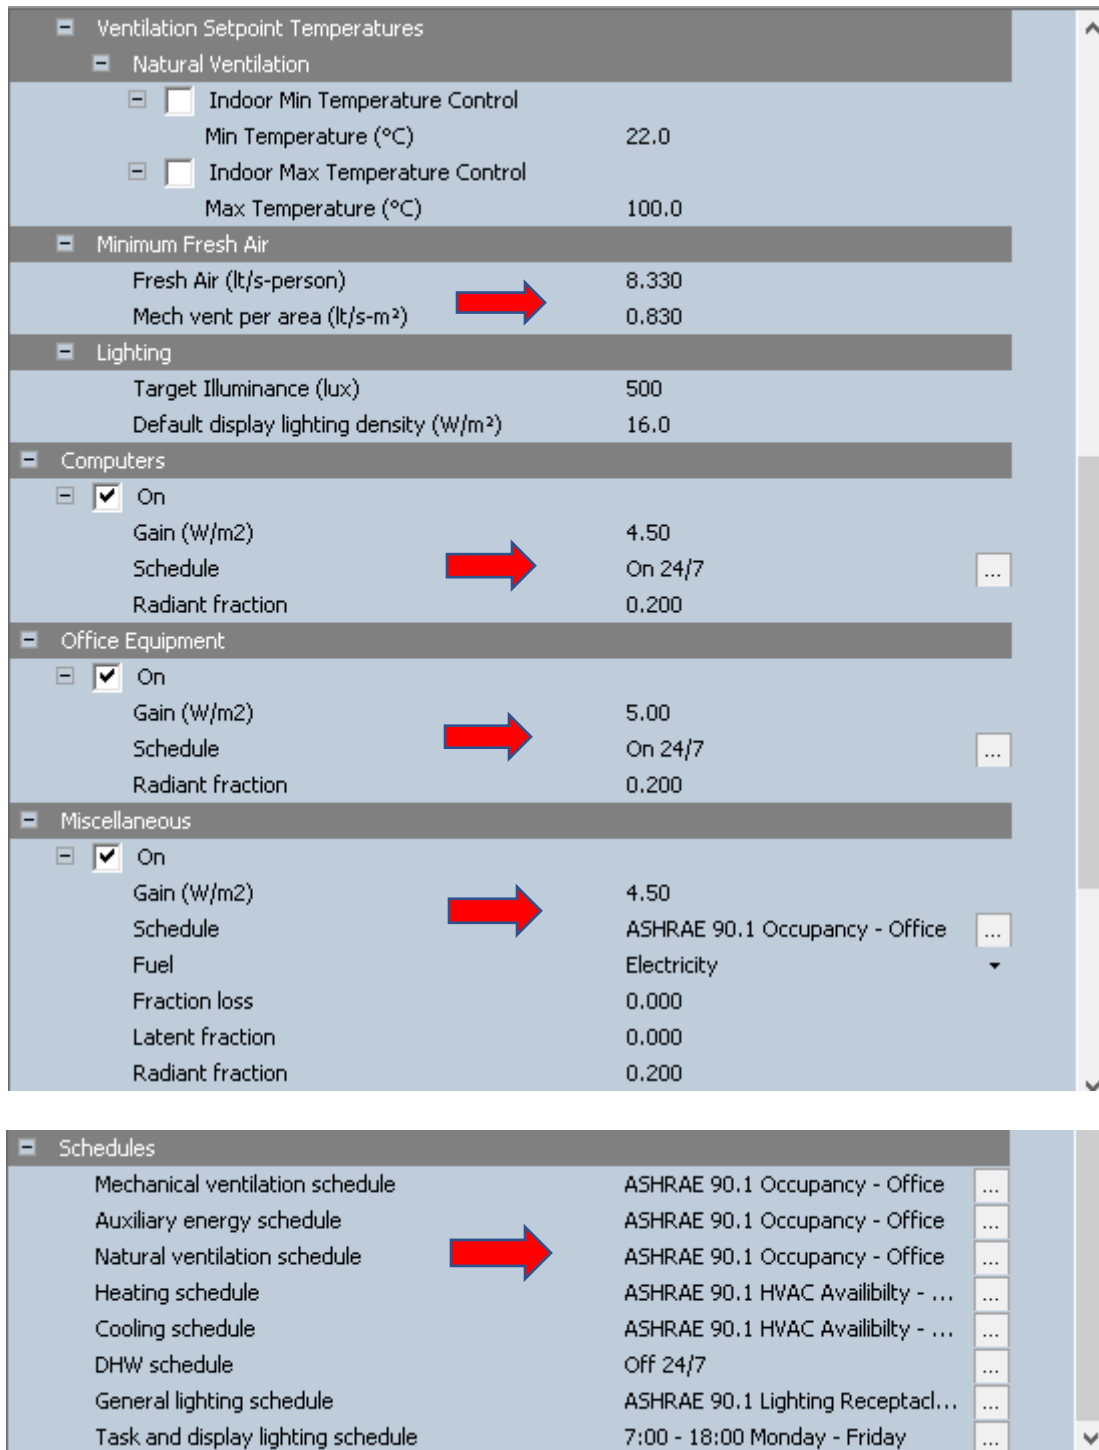 Ventilation Setpoint Temperatures
Natural Ventilation
Indoor Min Temperature Control
Min Temperature (°C) 22.0
Indoor Max Temperature Control
Max Temperature (°C) 100.0
Minimum Fresh Air
Fresh Air (lt/s-person) 8.330
Mech vent per area (lt/s-m²) 0.830
Lighting
Target Illuminance (lux) 500
Default display lighting density (W/m²) 16.0
Computers
On
Gain (W/m2) 4.50
Schedule On 24/7 ...
Radiant fraction 0.200
Office Equipment
On
Gain (W/m2) 5.00
Schedule On 24/7 ...
Radiant fraction 0.200
Miscellaneous
On
Gain (W/m2) 4.50
Schedule ASHRAE 90.1 Occupancy - Office ...
Fuel Electricity
Fraction loss 0.000
Latent fraction 0.000
Radiant fraction 0.200
Schedules
Mechanical ventilation schedule ASHRAE 90.1 Occupancy - Office ...
Auxiliary energy schedule ASHRAE 90.1 Occupancy - Office ...
Natural ventilation schedule ASHRAE 90.1 Occupancy - Office ...
Heating schedule ASHRAE 90.1 HVAC Availibilty - ... ...
Cooling schedule ASHRAE 90.1 HVAC Availibilty - ... ...
DHW schedule Off 24/7 ...
General lighting schedule ASHRAE 90.1 Lighting Receptacl... ...
Task and display lighting schedule 7:00 - 18:00 Monday - Friday ...